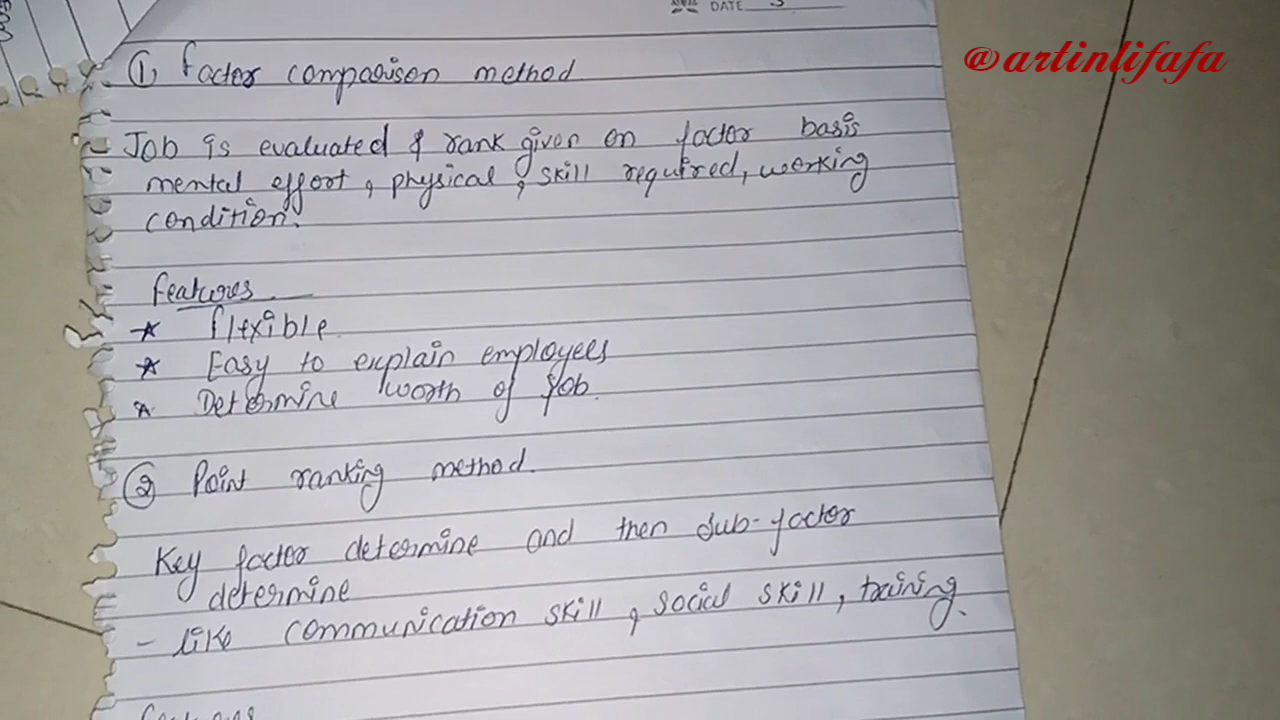 DATE
@artinlifafa
① Factor comparison method
Job is evaluated & rank given on factor basis
mental effort, physical, skill required, working
condition.
Features
★ flexible
★ Easy to explain employees
★ Determine worth of job.
② Point ranking method.
Key factor determine and then sub-factor
determine
- like communication skill, social skill, training.